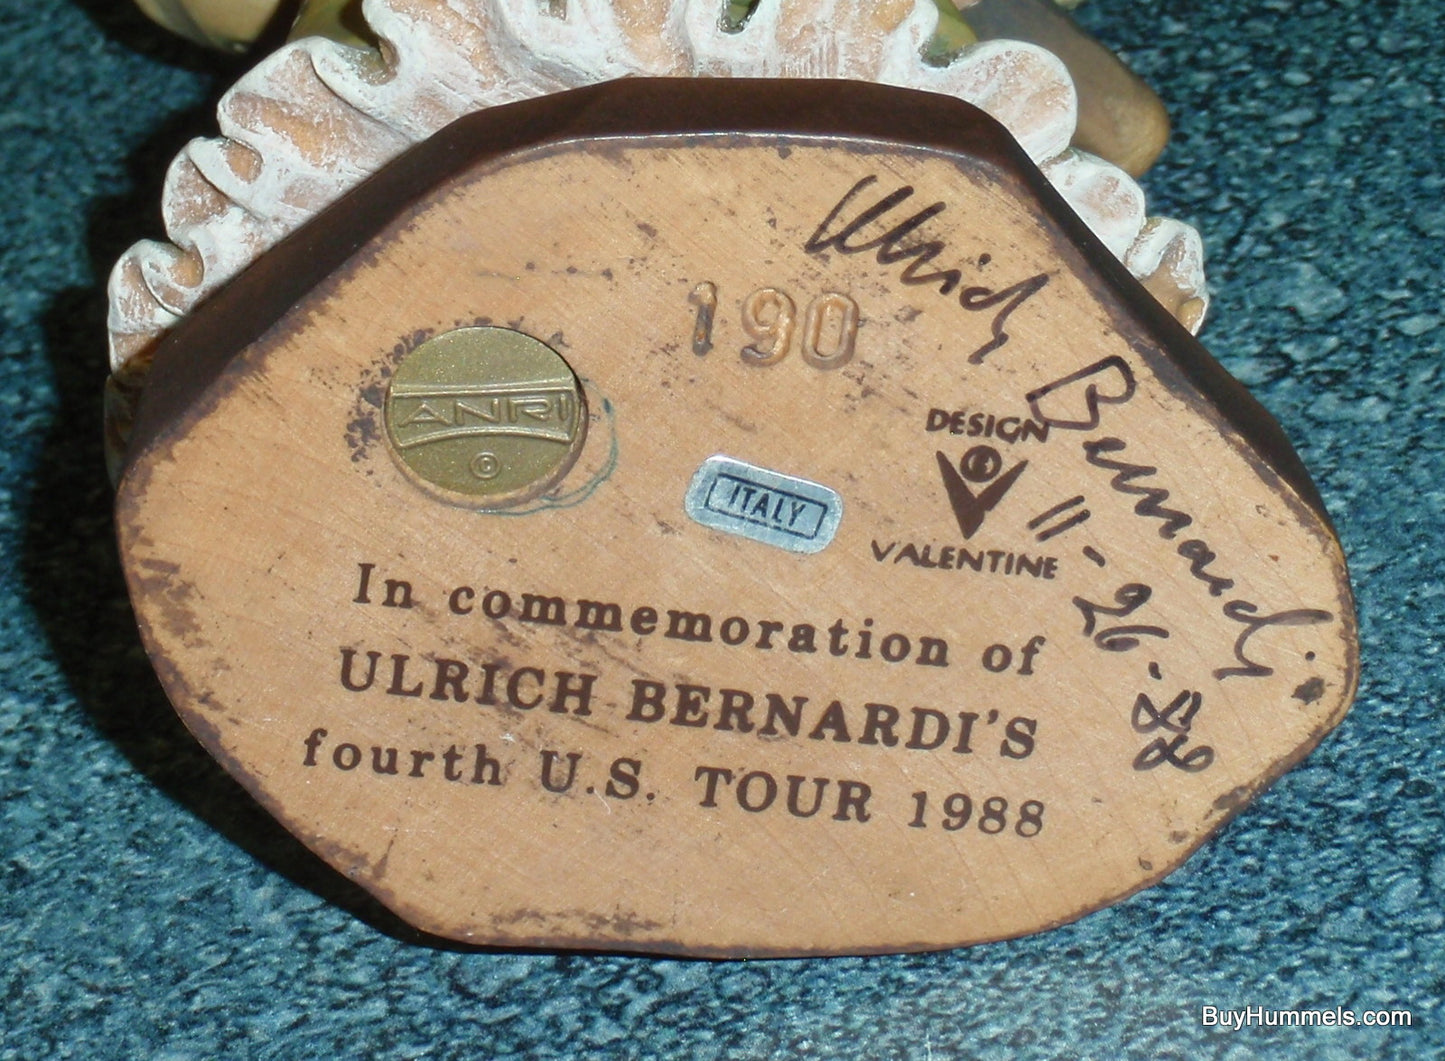 Ulrich
Bernardi
11-26-88
190
ANRI
©
ITALY
DESIGN
VALENTINE
In commemoration of
ULRICH BERNARDI'S
fourth U.S. TOUR 1988
BuyHummels.com